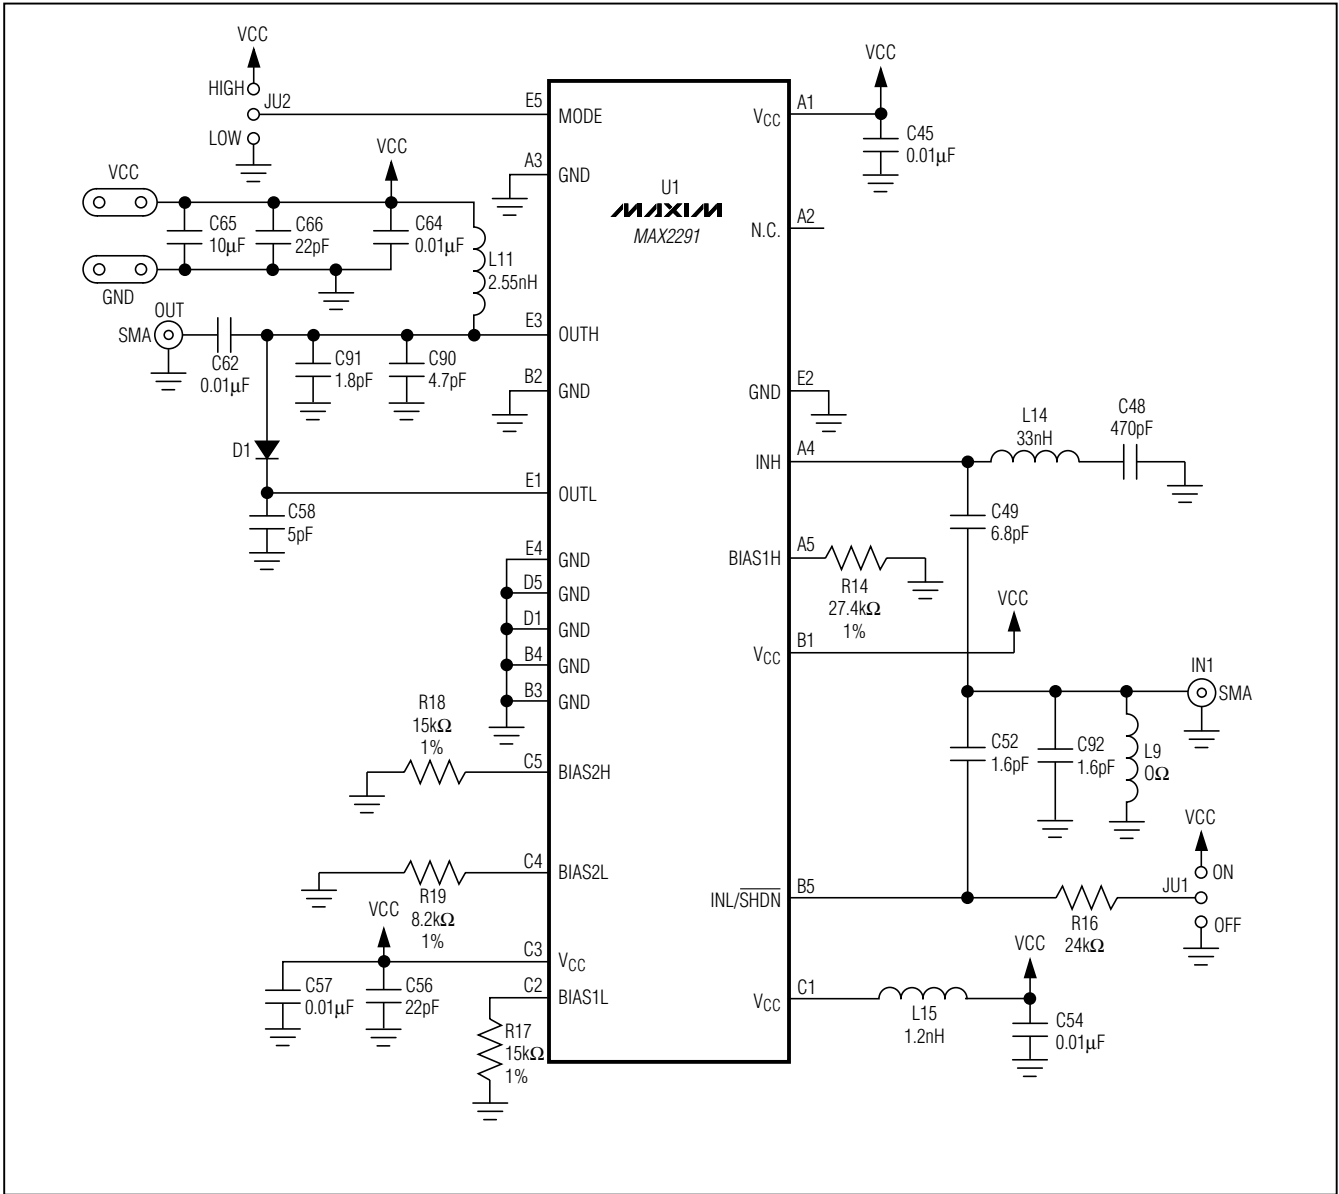 VCC
HIGH
JU2
LOW
E5
MODE
VCC
VCC
C65
10µF
C66
22pF
C64
0.01µF
L11
2.55nH
GND
A3
GND
OUT
SMA
C62
0.01µF
C91
1.8pF
C90
4.7pF
E3
OUTH
B2
GND
D1
E1
OUTL
C58
5pF
E4
GND
D5
GND
D1
GND
B4
GND
B3
GND
R18
15kΩ
1%
C5
BIAS2H
C4
BIAS2L
R19
8.2kΩ
1%
VCC
C3
VCC
C57
0.01µF
C56
22pF
C2
BIAS1L
R17
15kΩ
1%
U1
MAXIM
MAX2291
VCC
A1
VCC
C45
0.01µF
A2
N.C.
E2
GND
A4
INH
L14
33nH
C48
470pF
C49
6.8pF
A5
BIAS1H
R14
27.4kΩ
1%
VCC
B1
VCC
IN1
SMA
C52
1.6pF
C92
1.6pF
L9
0Ω
VCC
ON
JU1
OFF
B5
INL/SHDN
R16
24kΩ
VCC
C1
VCC
L15
1.2nH
C54
0.01µF